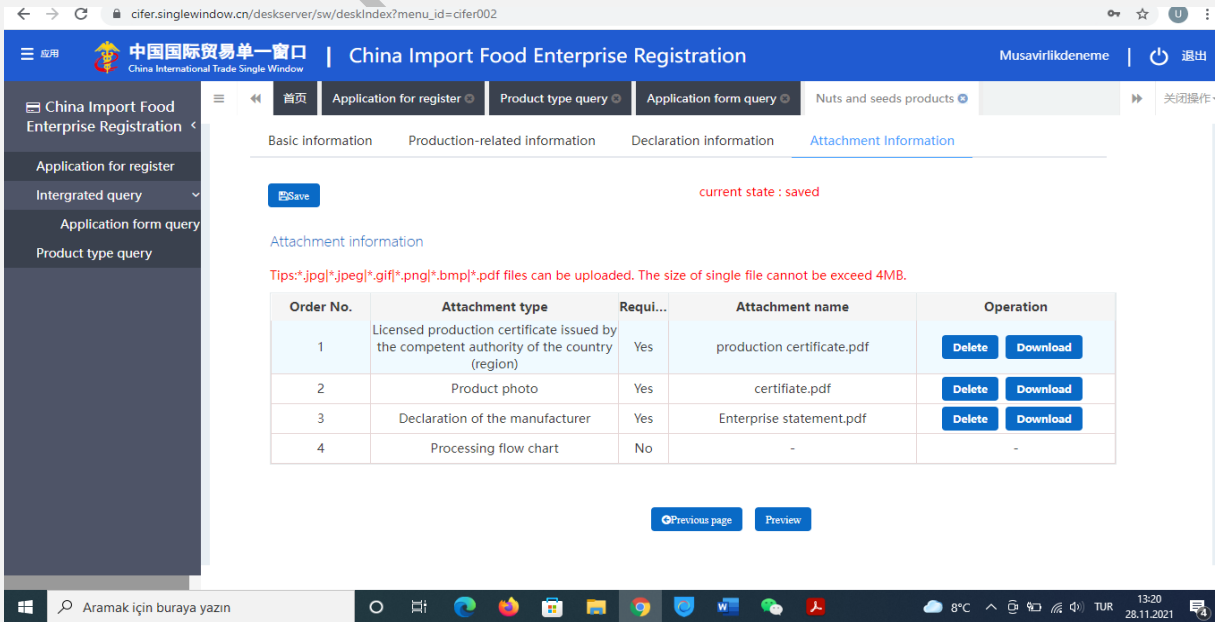 cifer.singlewindow.cn/deskserver/sw/deskIndex?menu_id=cifer002
U
应用
中国国际贸易单一窗口
China International Trade Single Window
| China Import Food Enterprise Registration
Musavirlikdeneme
|
退出
China Import Food
Enterprise Registration
首页
Application for register
Product type query
Application form query
Nuts and seeds products
关闭操作
Application for register
Intergrated query
Application form query
Product type query
Basic information
Production-related information
Declaration information
Attachment Information
Save
current state : saved
Attachment information
Tips:*.jpg|*.jpeg|*.gif|*.png|*.bmp|*.pdf files can be uploaded. The size of single file cannot be exceed 4MB.
Order No. Attachment type Requi... Attachment name Operation
Licensed production certificate issued by
1 the competent authority of the country Yes production certificate.pdf Delete Download
(region)
2 Product photo Yes certifiate.pdf Delete Download
3 Declaration of the manufacturer Yes Enterprise statement.pdf Delete Download
4 Processing flow chart No - -
Previous page Preview
Aramak için buraya yazın
8°C
TUR
13:20
28.11.2021
4